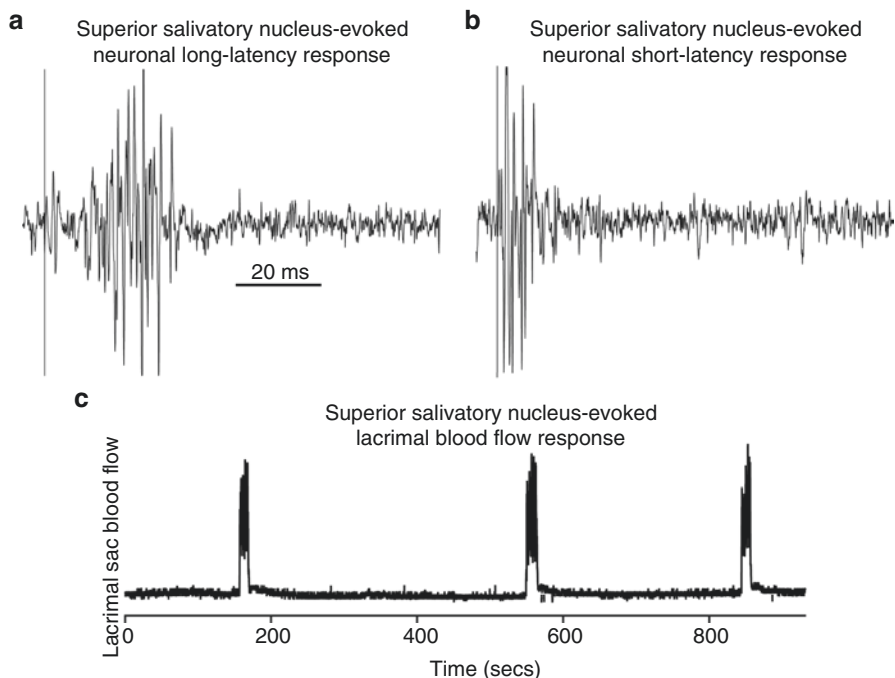 a
Superior salivatory nucleus-evoked
neuronal long-latency response
b
Superior salivatory nucleus-evoked
neuronal short-latency response
20 ms
c
Superior salivatory nucleus-evoked
lacrimal blood flow response
Lacrimal sac blood flow
0 200 400 600 800
Time (secs)